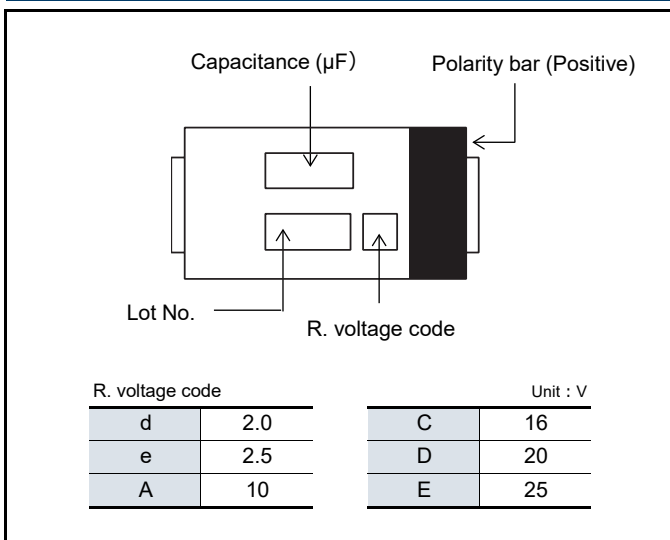 Capacitance (µF） Polarity bar (Positive)
Lot No.
R. voltage code
R. voltage code Unit：V
d 2.0 C 16
e 2.5 D 20
A 10 E 25